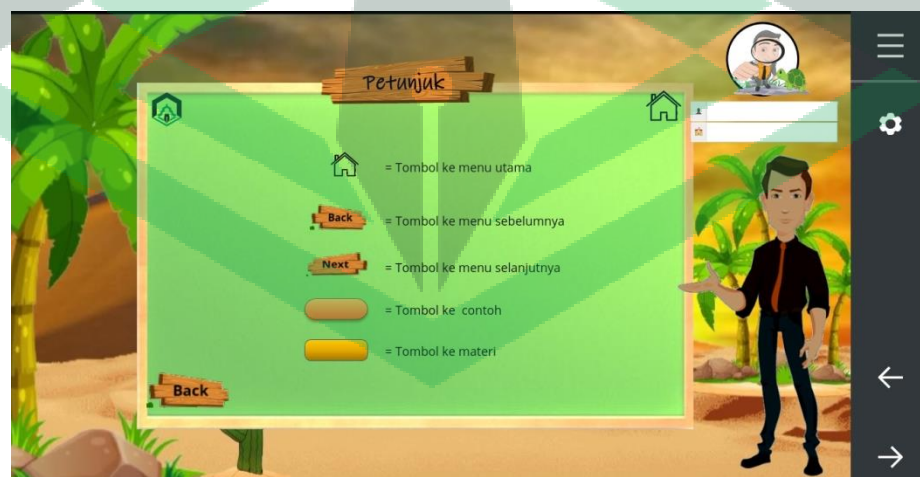 Petunjuk
= Tombol ke menu utama
Back
= Tombol ke menu sebelumnya
Next
= Tombol ke menu selanjutnya
= Tombol ke contoh
= Tombol ke materi
Back